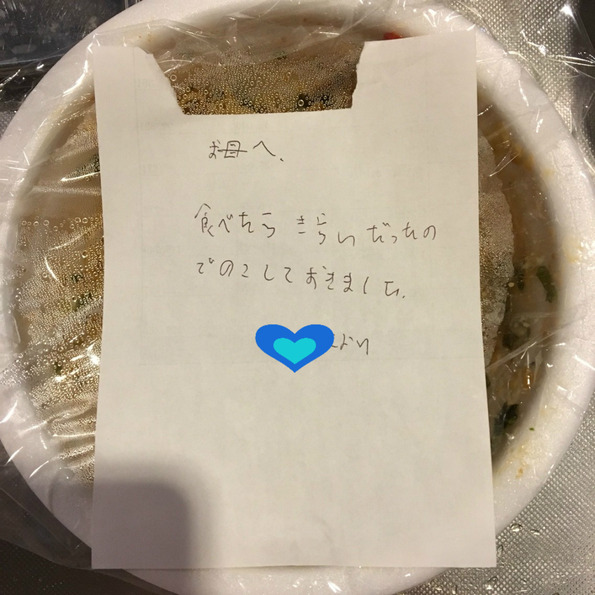 お母へ、
食べたら きらいだったの
でのこしておきました。
より